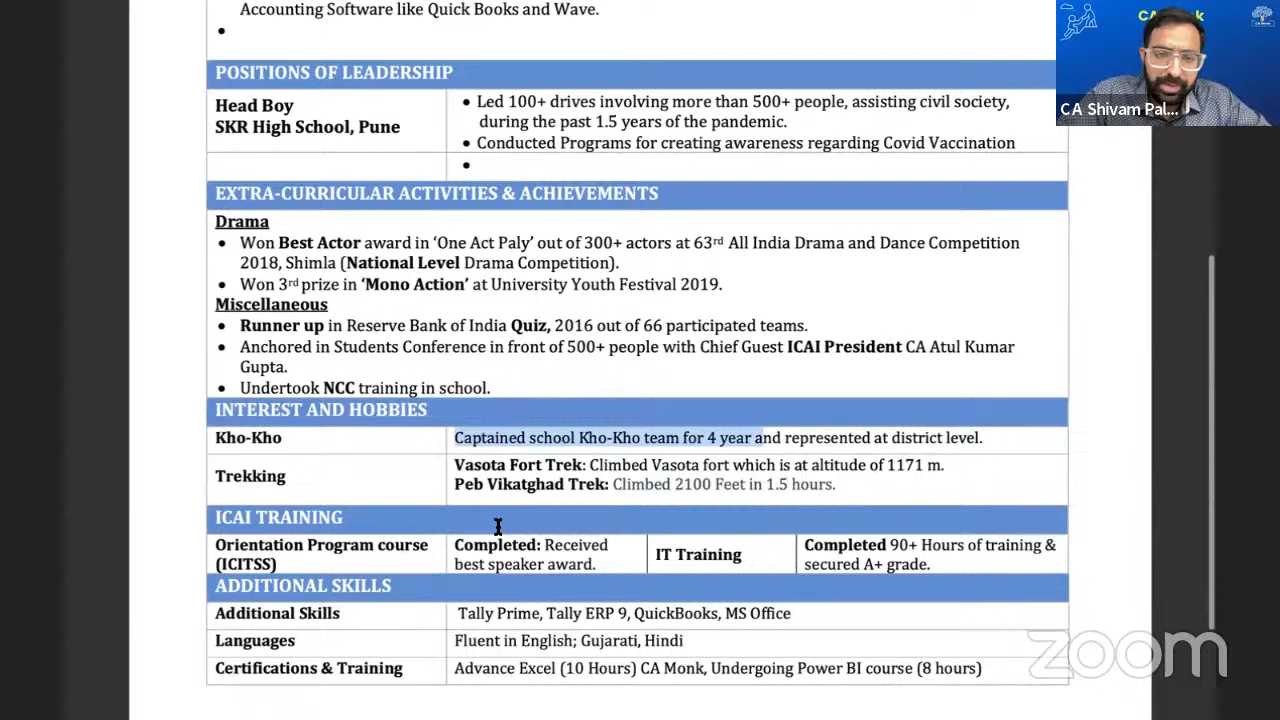 Accounting Software like Quick Books and Wave.
POSITIONS OF LEADERSHIP
Head Boy
SKR High School, Pune
• Led 100+ drives involving more than 500+ people, assisting civil society,
during the past 1.5 years of the pandemic.
• Conducted Programs for creating awareness regarding Covid Vaccination
EXTRA-CURRICULAR ACTIVITIES & ACHIEVEMENTS
Drama
• Won Best Actor award in ‘One Act Paly’ out of 300+ actors at 63rd All India Drama and Dance Competition
2018, Shimla (National Level Drama Competition).
• Won 3rd prize in ‘Mono Action’ at University Youth Festival 2019.
Miscellaneous
• Runner up in Reserve Bank of India Quiz, 2016 out of 66 participated teams.
• Anchored in Students Conference in front of 500+ people with Chief Guest ICAI President CA Atul Kumar
Gupta.
• Undertook NCC training in school.
INTEREST AND HOBBIES
Kho-Kho
Captained school Kho-Kho team for 4 year and represented at district level.
Trekking
Vasota Fort Trek: Climbed Vasota fort which is at altitude of 1171 m.
Peb Vikatghad Trek: Climbed 2100 Feet in 1.5 hours.
ICAI TRAINING
Orientation Program course
(ICITSS)
Completed: Received
best speaker award.
IT Training
Completed 90+ Hours of training &
secured A+ grade.
ADDITIONAL SKILLS
Additional Skills
Tally Prime, Tally ERP 9, QuickBooks, MS Office
Languages
Fluent in English; Gujarati, Hindi
Certifications & Training
Advance Excel (10 Hours) CA Monk, Undergoing Power BI course (8 hours)
CA Shivam Pal...
zoom